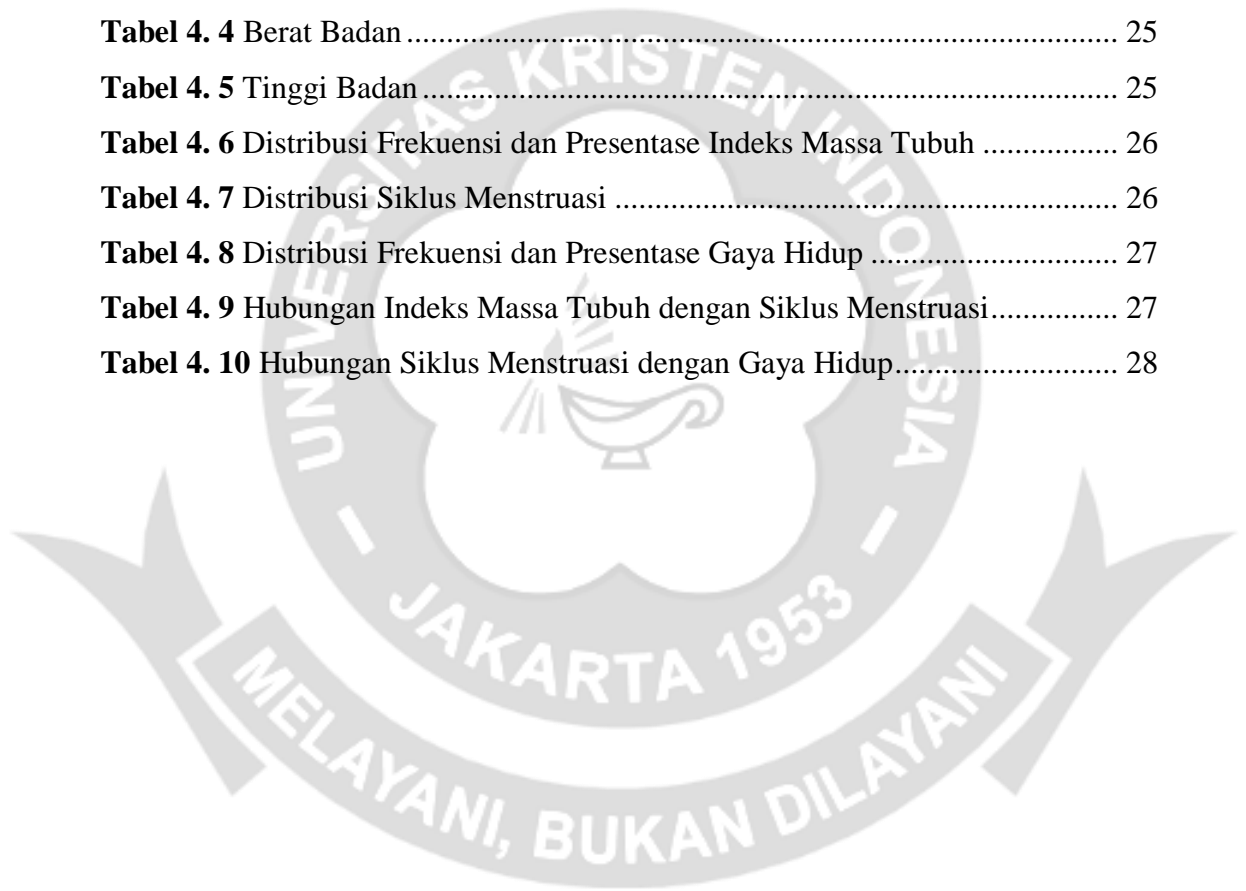 Tabel 4. 4 Berat Badan ........................................................................................... 25
Tabel 4. 5 Tinggi Badan ......................................................................................... 25
Tabel 4. 6 Distribusi Frekuensi dan Presentase Indeks Massa Tubuh ................. 26
Tabel 4. 7 Distribusi Siklus Menstruasi ................................................................ 26
Tabel 4. 8 Distribusi Frekuensi dan Presentase Gaya Hidup ............................... 27
Tabel 4. 9 Hubungan Indeks Massa Tubuh dengan Siklus Menstruasi................ 27
Tabel 4. 10 Hubungan Siklus Menstruasi dengan Gaya Hidup............................ 28
UNIVERSITAS KRISTEN INDONESIA
- JAKARTA 1953 -
MELAYANI, BUKAN DILAYANI